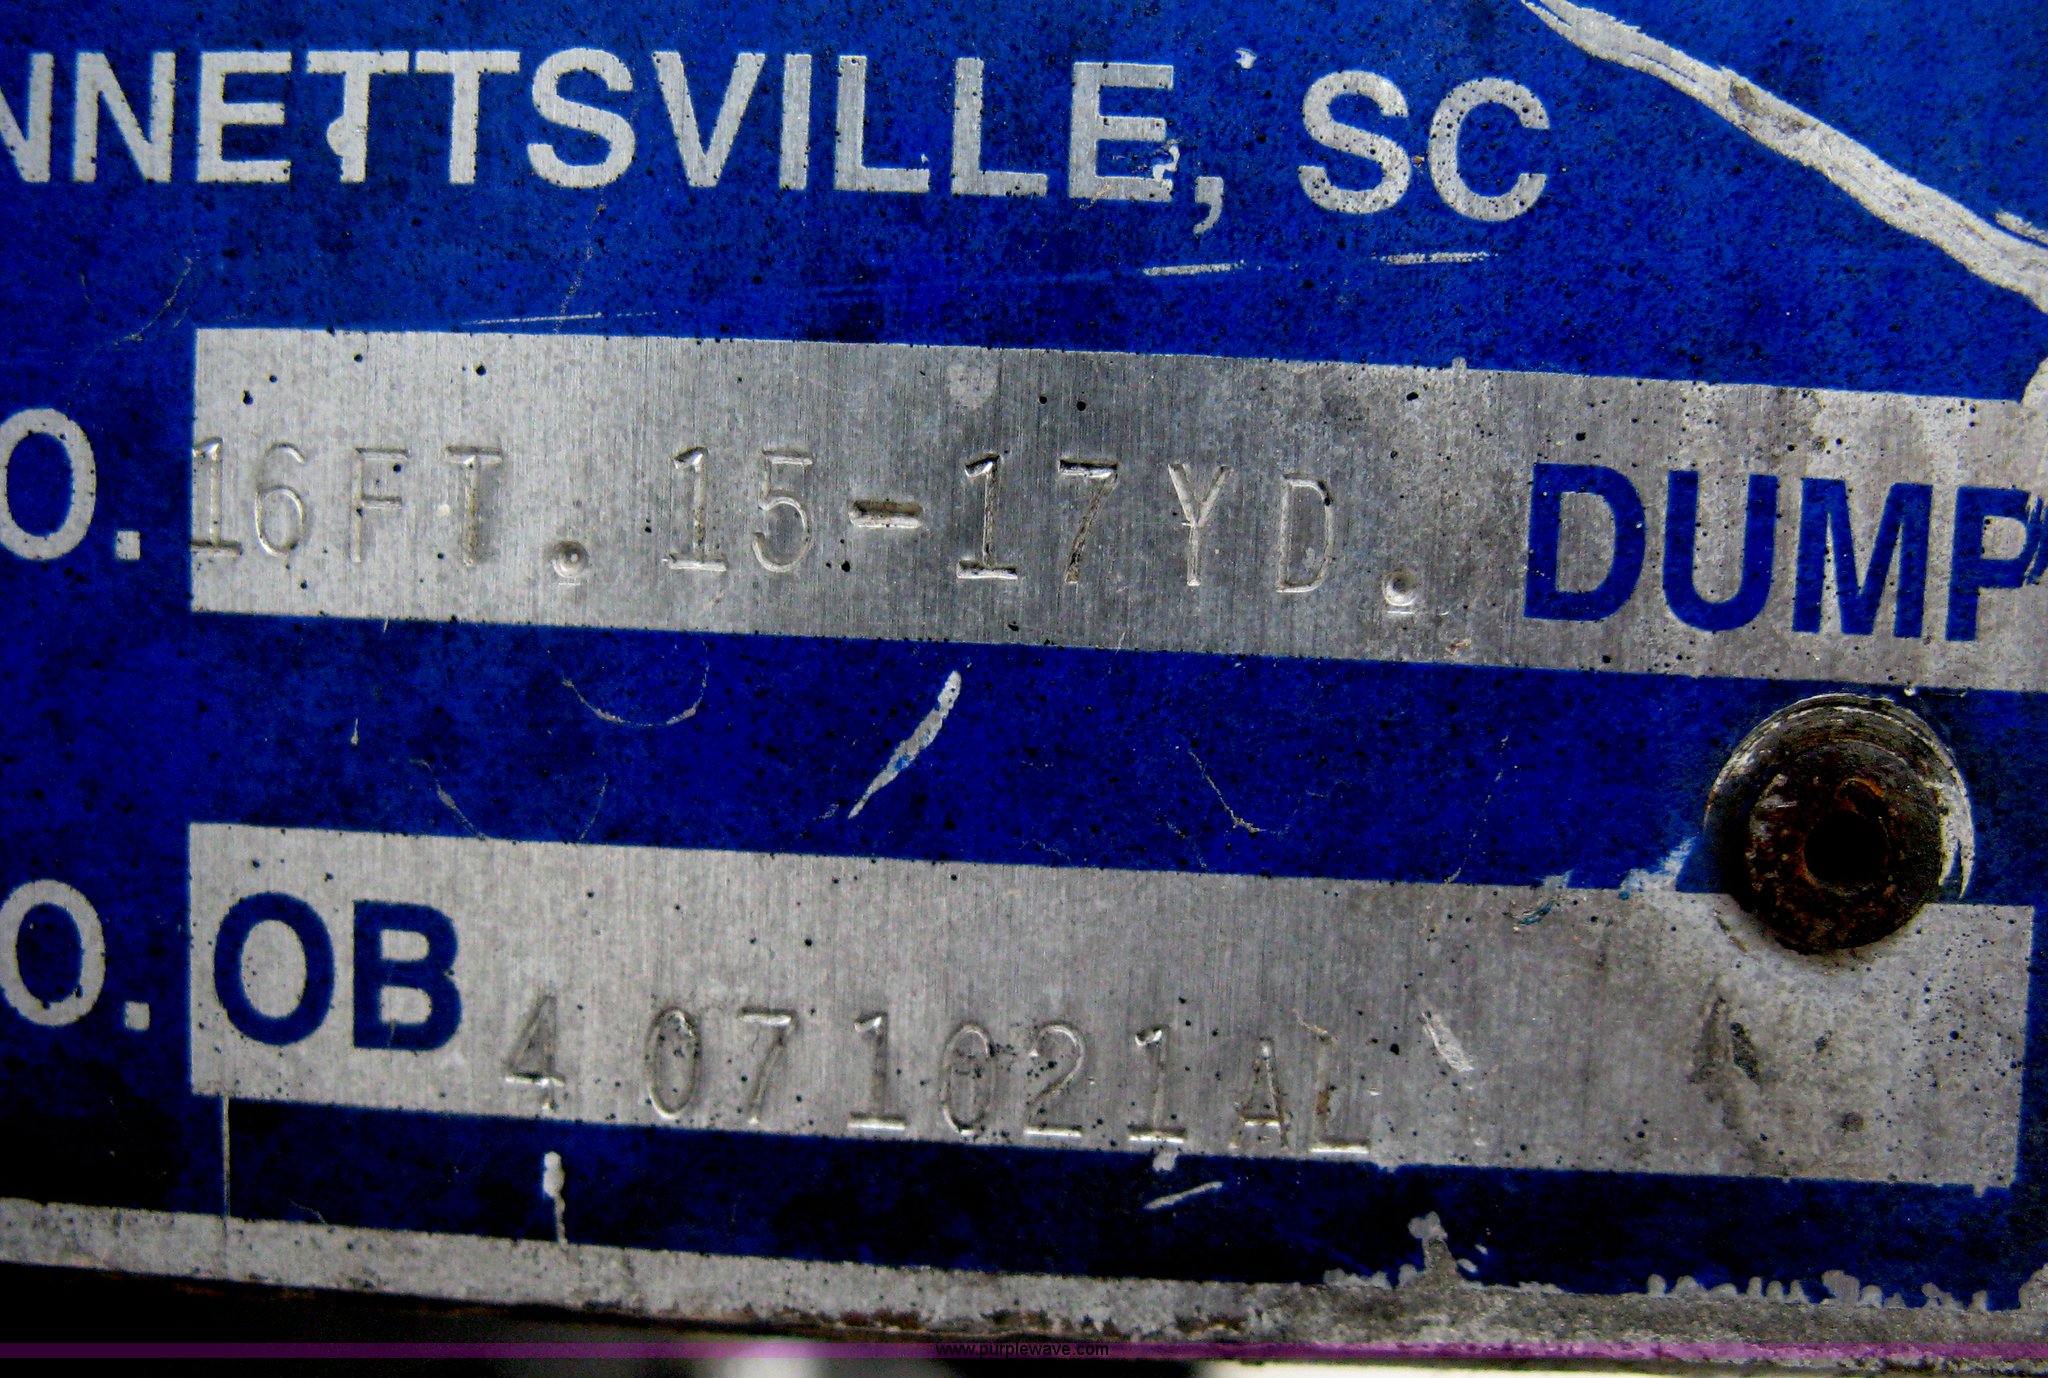 NNETTSVILLE, SC
O. 16FT. 15-17YD. DUMP
O. OB 4071021AL
www.purplewave.com